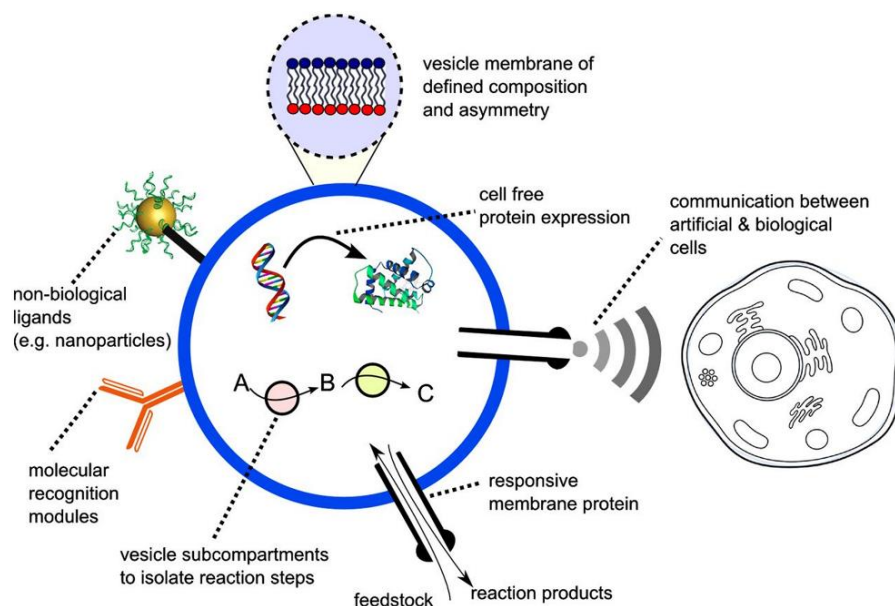 vesicle membrane of
defined composition
and asymmetry
cell free
protein expression
communication between
artificial & biological
cells
non-biological
ligands
(e.g. nanoparticles)
A
B
C
molecular
recognition
modules
responsive
membrane protein
vesicle subcompartments
to isolate reaction steps
feedstock
reaction products